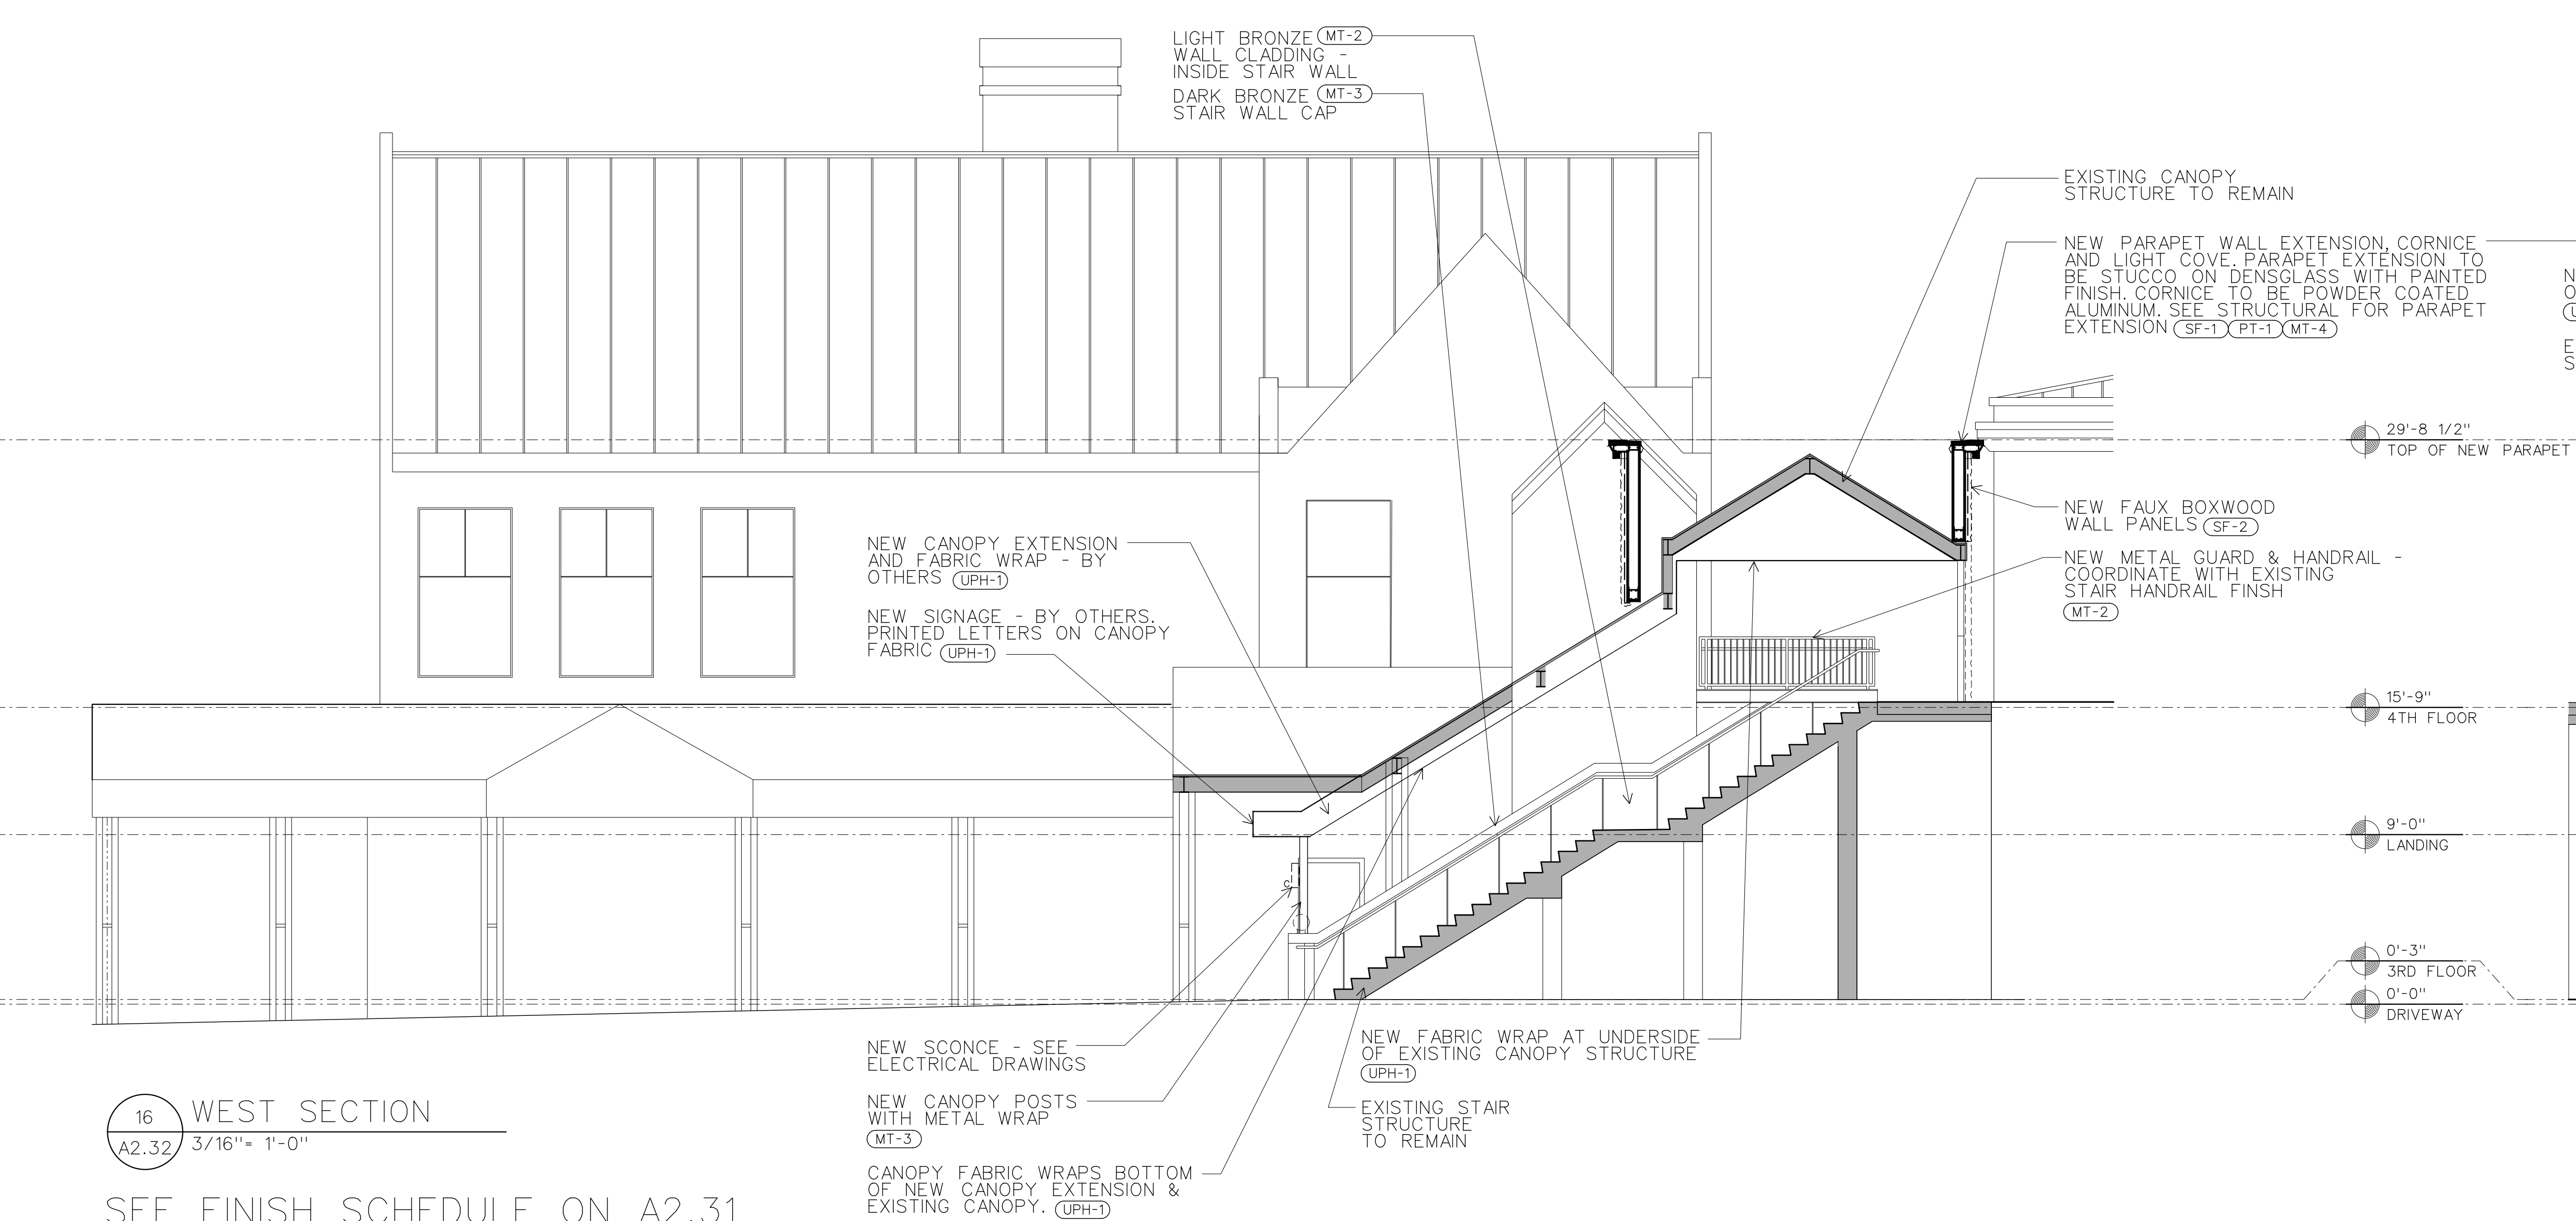 LIGHT BRONZE MT-2
WALL CLADDING -
INSIDE STAIR WALL
DARK BRONZE MT-3
STAIR WALL CAP
EXISTING CANOPY
STRUCTURE TO REMAIN
NEW PARAPET WALL EXTENSION, CORNICE
AND LIGHT COVE. PARAPET EXTENSION TO
BE STUCCO ON DENSGLASS WITH PAINTED
FINISH. CORNICE TO BE POWDER COATED
ALUMINUM. SEE STRUCTURAL FOR PARAPET
EXTENSION SF-1 PT-1 MT-4
29'-8 1/2"
TOP OF NEW PARAPET
NEW FAUX BOXWOOD
WALL PANELS SF-2
NEW METAL GUARD & HANDRAIL -
COORDINATE WITH EXISTING
STAIR HANDRAIL FINSH
MT-2
NEW CANOPY EXTENSION
AND FABRIC WRAP - BY
OTHERS UPH-1
NEW SIGNAGE - BY OTHERS.
PRINTED LETTERS ON CANOPY
FABRIC UPH-1
15'-9"
4TH FLOOR
9'-0"
LANDING
0'-3"
3RD FLOOR
0'-0"
DRIVEWAY
NEW SCONCE - SEE
ELECTRICAL DRAWINGS
NEW CANOPY POSTS
WITH METAL WRAP
MT-3
CANOPY FABRIC WRAPS BOTTOM
OF NEW CANOPY EXTENSION &
EXISTING CANOPY. UPH-1
NEW FABRIC WRAP AT UNDERSIDE
OF EXISTING CANOPY STRUCTURE
UPH-1
EXISTING STAIR
STRUCTURE
TO REMAIN
16
A2.32
WEST SECTION
3/16"= 1'-0"
SEE FINISH SCHEDULE ON A2.31